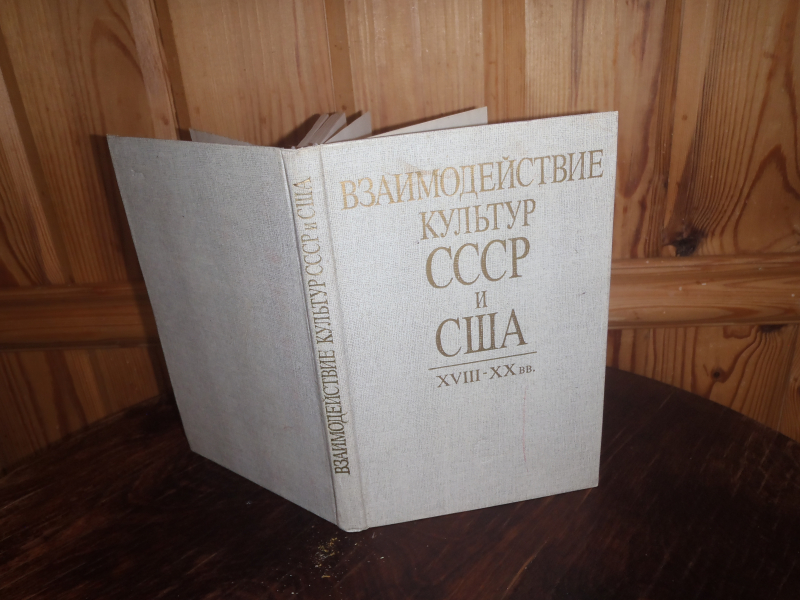 ВЗАИМОДЕЙСТВИЕ КУЛЬТУР СССР и США
ВЗАИМОДЕЙСТВИЕ
КУЛЬТУР
СССР
И
США
XVIII-XX вв.